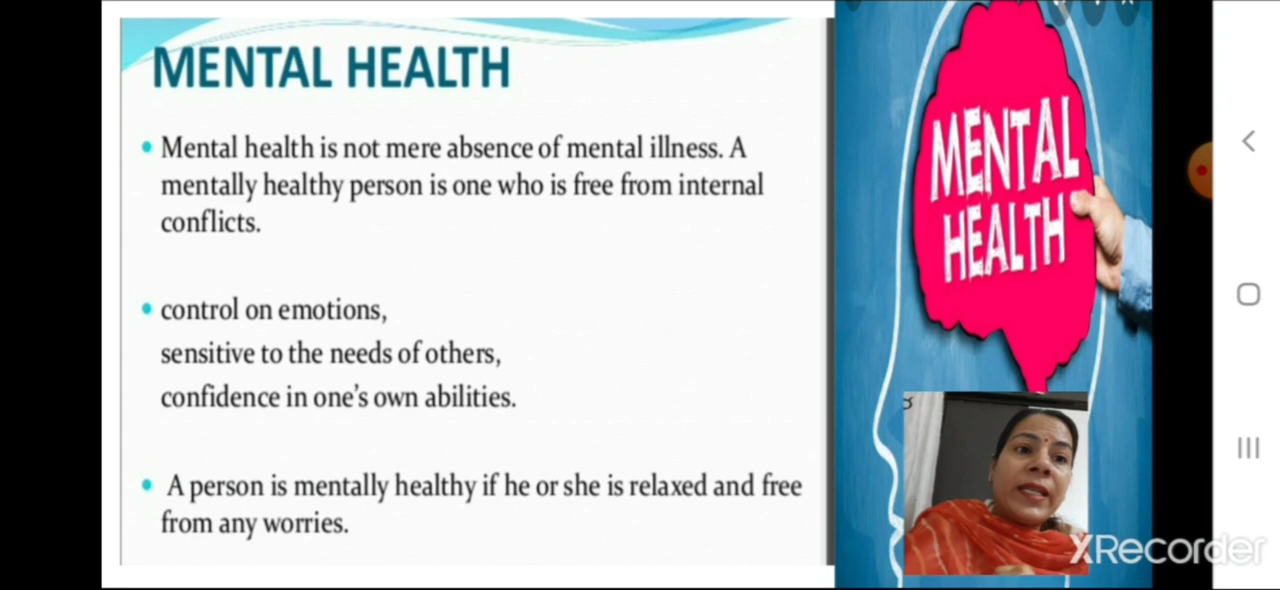 MENTAL HEALTH
• Mental health is not mere absence of mental illness. A
mentally healthy person is one who is free from internal
conflicts.
• control on emotions,
sensitive to the needs of others,
confidence in one's own abilities.
• A person is mentally healthy if he or she is relaxed and free
from any worries.
MENTAL
HEALTH
XRecorder